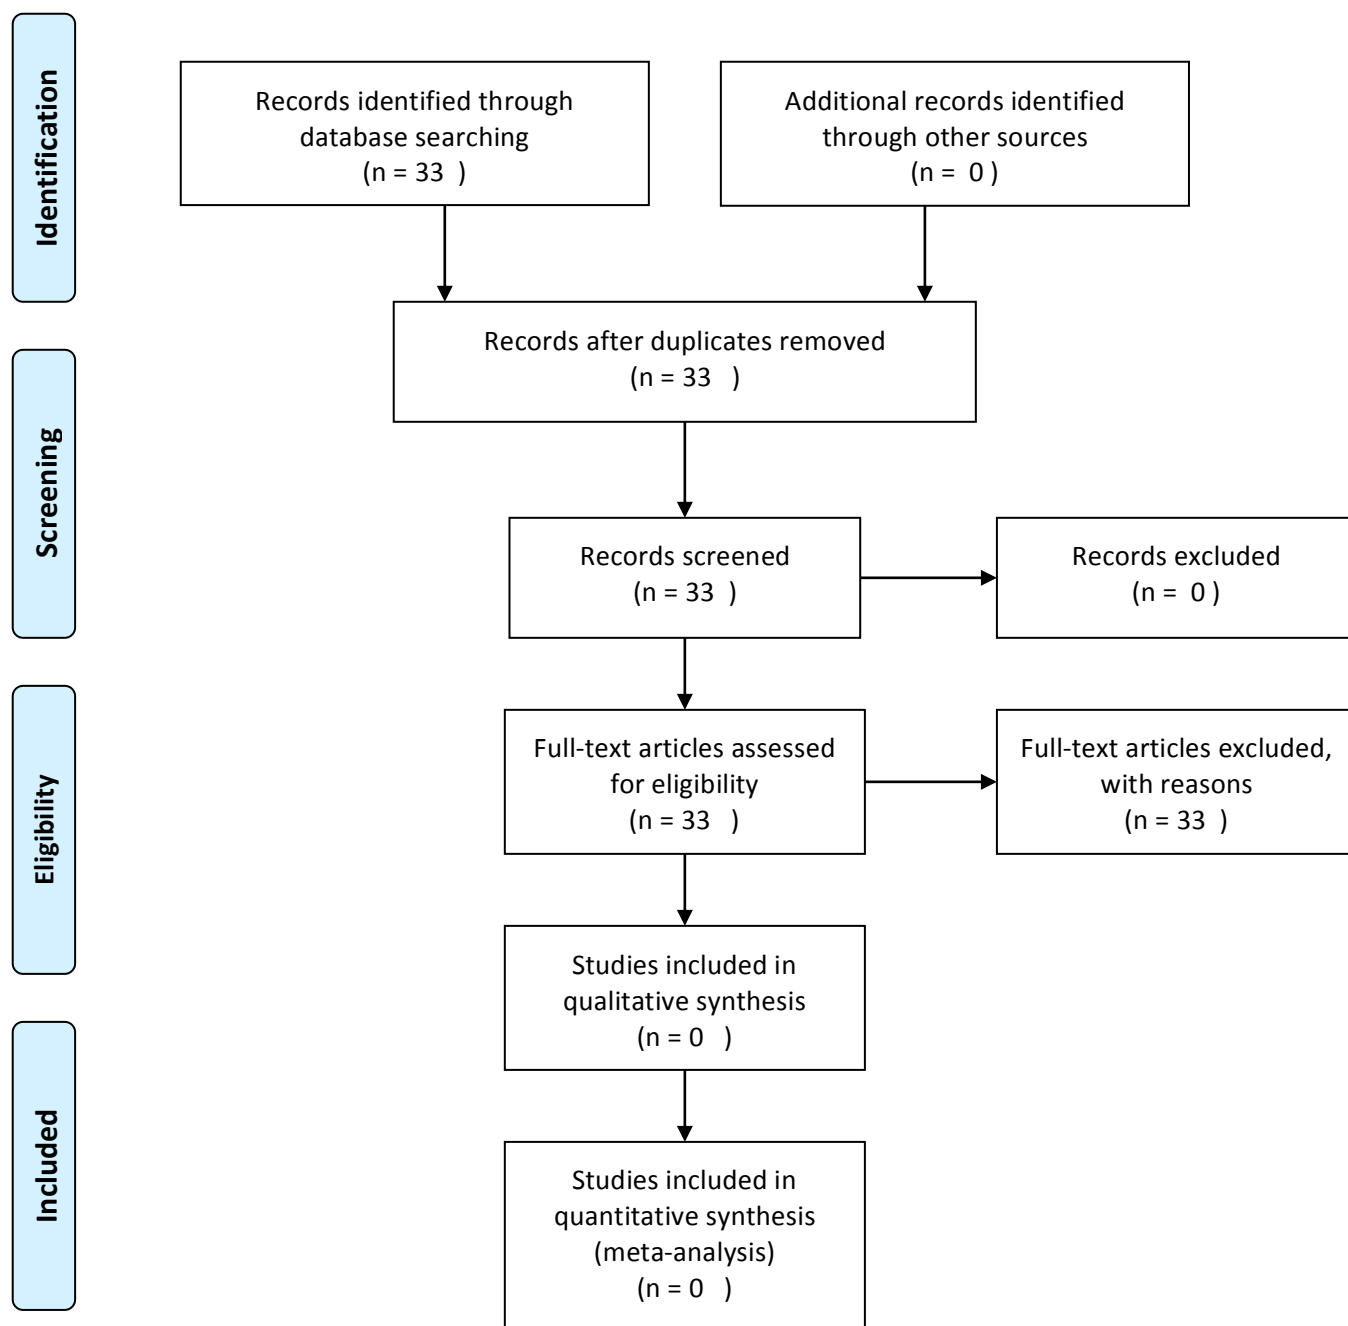 Identification
Records identified through
database searching
(n = 33  )
Additional records identified
through other sources
(n =  0 )
Records after duplicates removed
(n = 33   )
Screening
Records screened
(n = 33  )
Records excluded
(n =  0 )
Eligibility
Full-text articles assessed
for eligibility
(n = 33   )
Full-text articles excluded,
with reasons
(n = 33  )
Studies included in
qualitative synthesis
(n = 0   )
Included
Studies included in
quantitative synthesis
(meta-analysis)
(n = 0   )